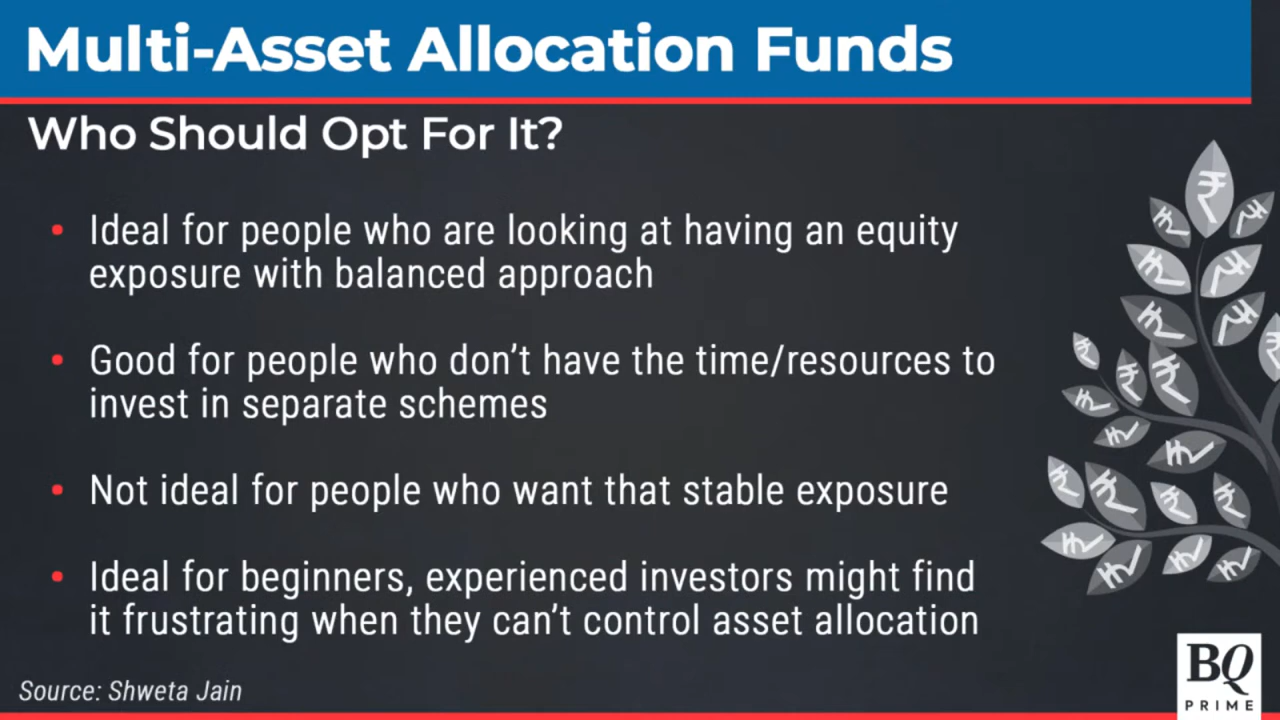 Multi-Asset Allocation Funds
Who Should Opt For It?
• Ideal for people who are looking at having an equity
exposure with balanced approach
• Good for people who don’t have the time/resources to
invest in separate schemes
• Not ideal for people who want that stable exposure
• Ideal for beginners, experienced investors might find
it frustrating when they can’t control asset allocation
Source: Shweta Jain
BQ
PRIME